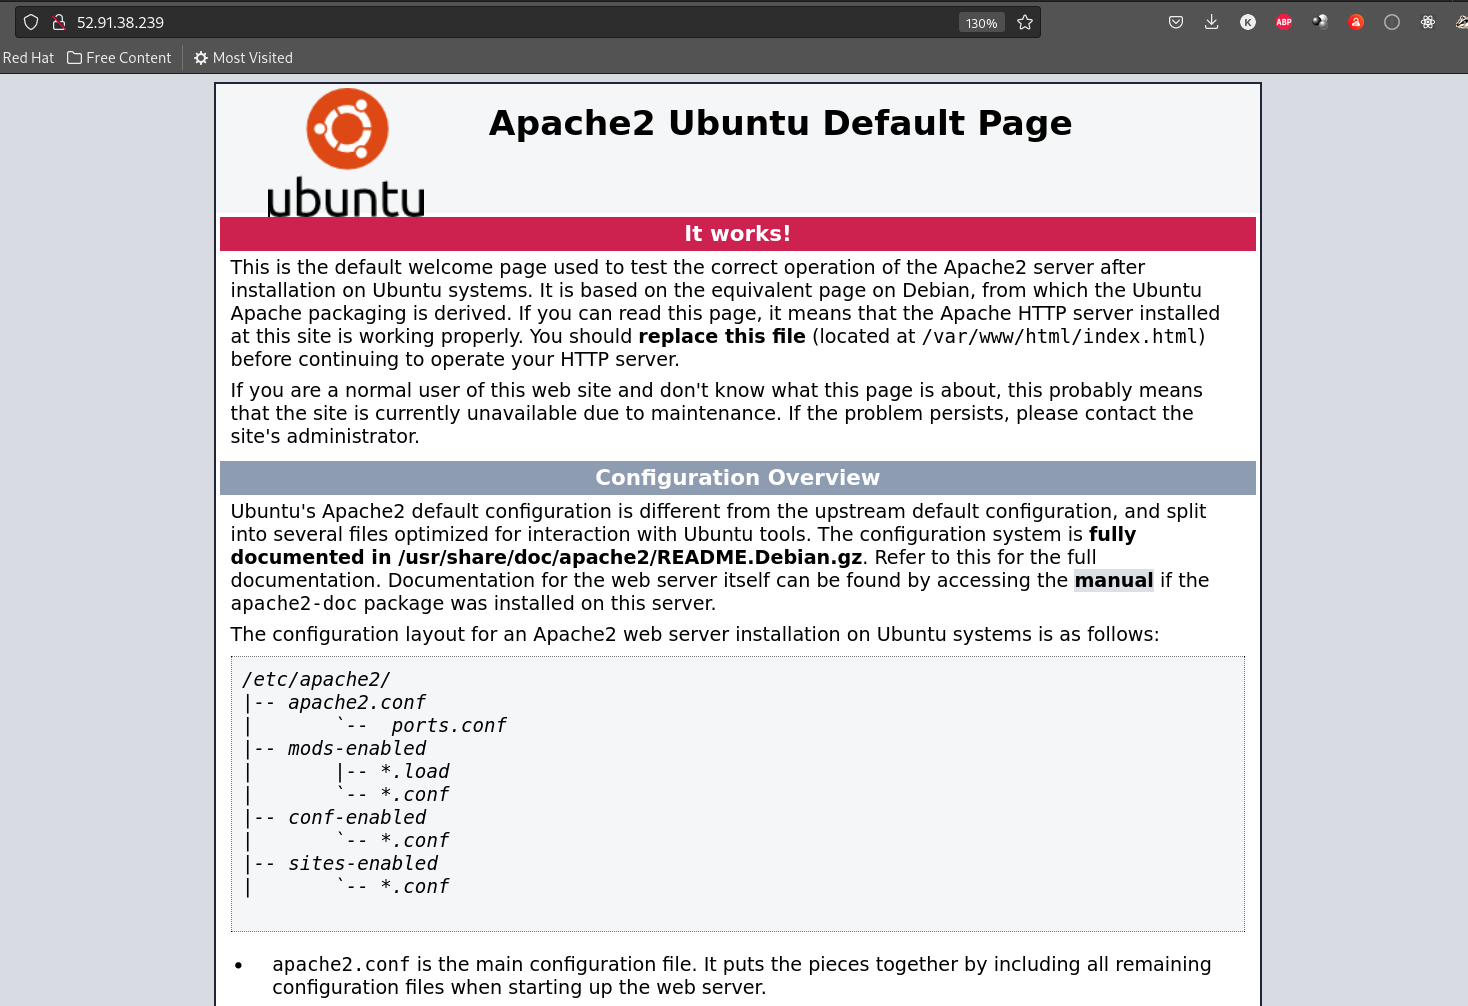 52.91.38.239
130%
K
ABP
Red Hat
Free Content
Most Visited
ubuntu
Apache2 Ubuntu Default Page
It works!
This is the default welcome page used to test the correct operation of the Apache2 server after
installation on Ubuntu systems. It is based on the equivalent page on Debian, from which the Ubuntu
Apache packaging is derived. If you can read this page, it means that the Apache HTTP server installed
at this site is working properly. You should replace this file (located at /var/www/html/index.html)
before continuing to operate your HTTP server.
If you are a normal user of this web site and don't know what this page is about, this probably means
that the site is currently unavailable due to maintenance. If the problem persists, please contact the
site's administrator.
Configuration Overview
Ubuntu's Apache2 default configuration is different from the upstream default configuration, and split
into several files optimized for interaction with Ubuntu tools. The configuration system is fully
documented in /usr/share/doc/apache2/README.Debian.gz. Refer to this for the full
documentation. Documentation for the web server itself can be found by accessing the manual if the
apache2-doc package was installed on this server.
The configuration layout for an Apache2 web server installation on Ubuntu systems is as follows:
/etc/apache2/
|-- apache2.conf
|       `--  ports.conf
|-- mods-enabled
|       |-- *.load
|       `-- *.conf
|-- conf-enabled
|       `-- *.conf
|-- sites-enabled
|       `-- *.conf
• apache2.conf is the main configuration file. It puts the pieces together by including all remaining
configuration files when starting up the web server.